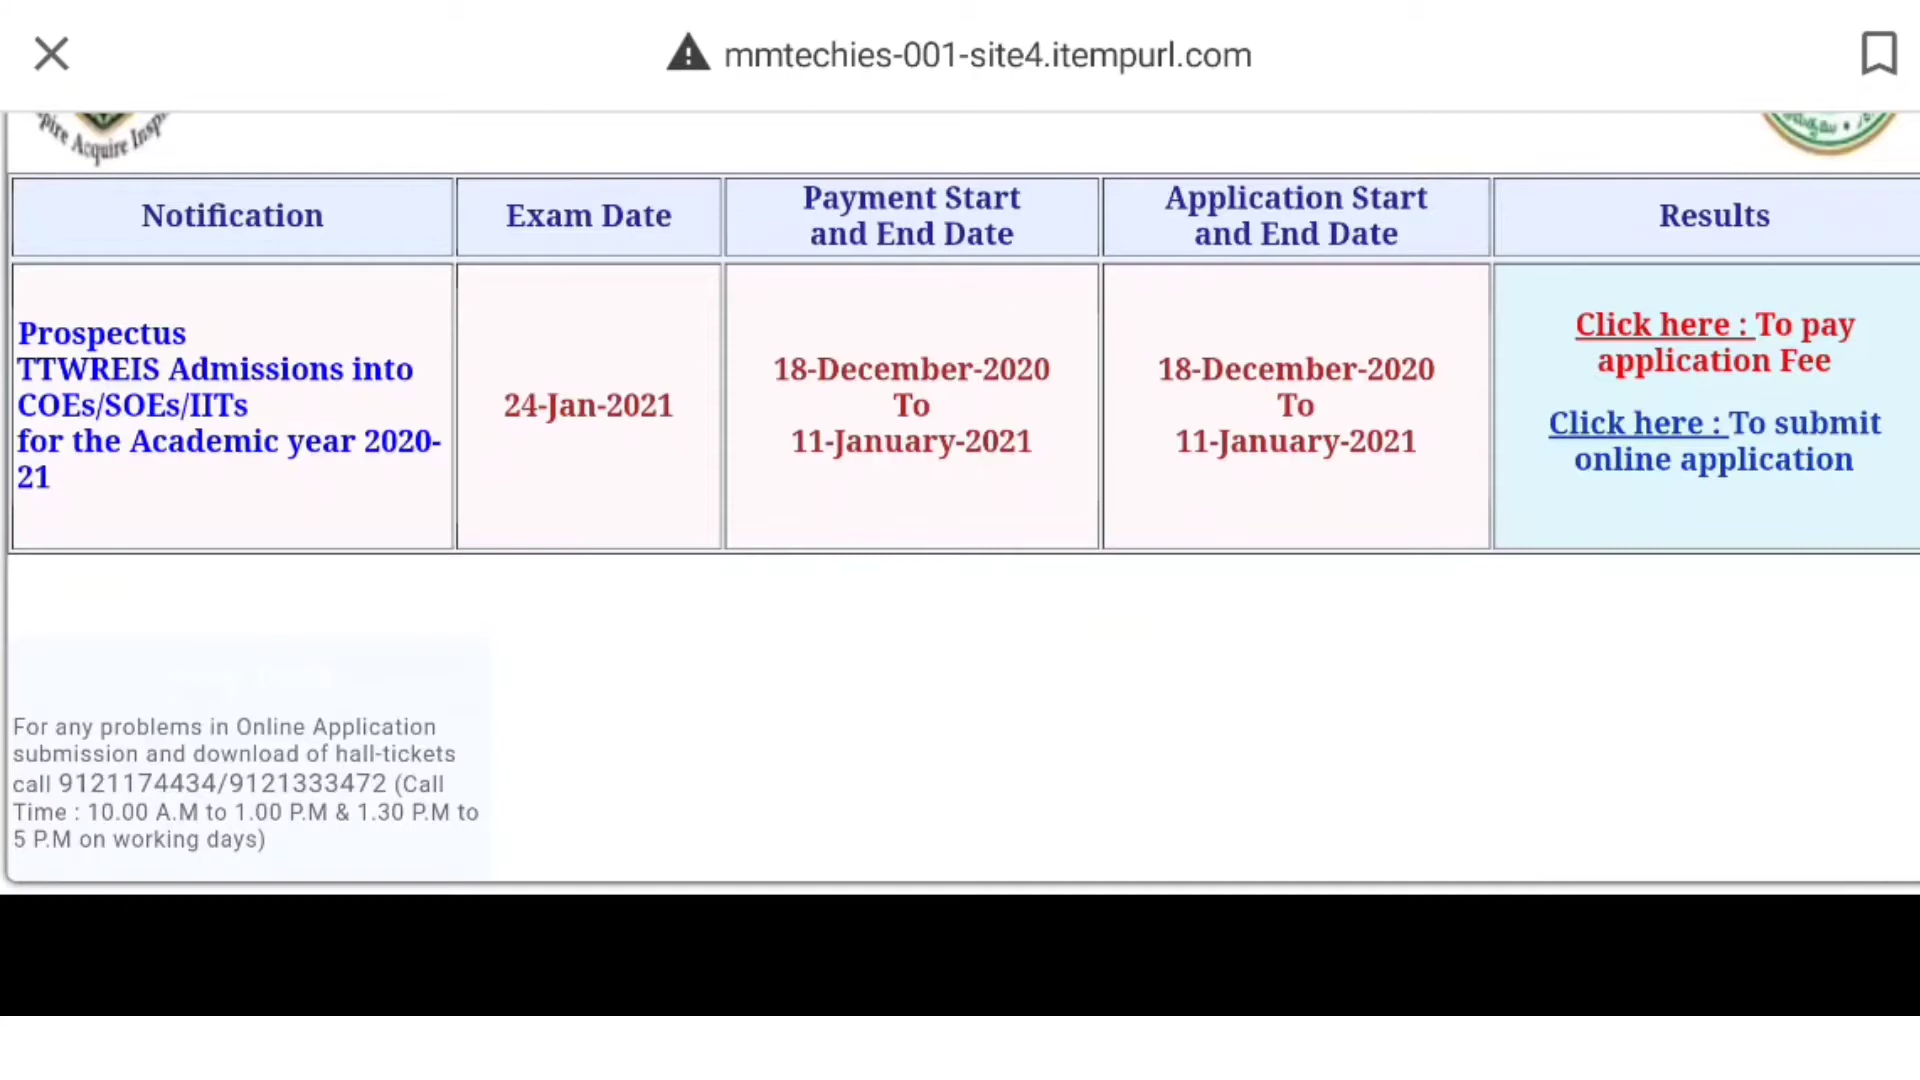 mmtechies-001-site4.itempurl.com
pire Acquire Insp
Notification
Exam Date
Payment Start
and End Date
Application Start
and End Date
Results
Prospectus
TTWREIS Admissions into
COEs/SOEs/IITs
for the Academic year 2020-
21
24-Jan-2021
18-December-2020
To
11-January-2021
18-December-2020
To
11-January-2021
Click here : To pay
application Fee
Click here : To submit
online application
For any problems in Online Application
submission and download of hall-tickets
call 9121174434/9121333472 (Call
Time : 10.00 A.M to 1.00 P.M & 1.30 P.M to
5 P.M on working days)